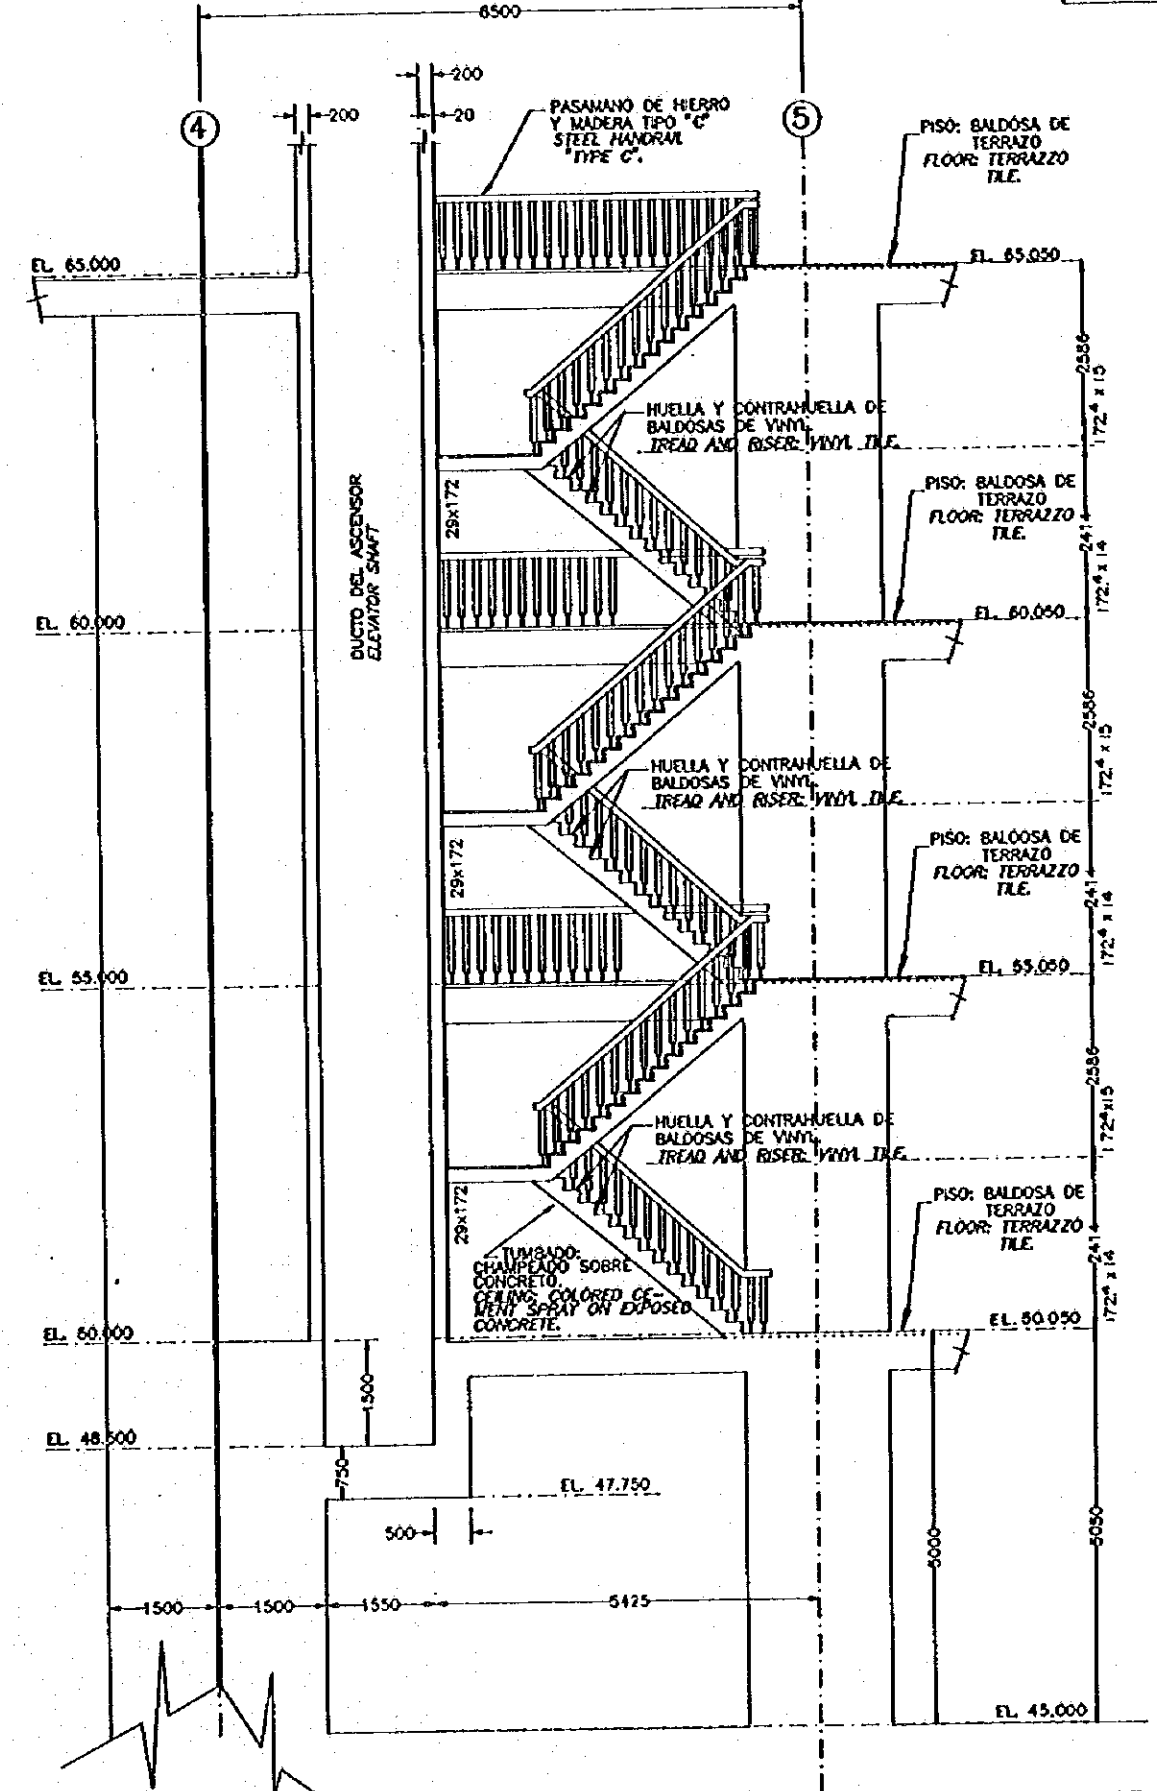 6500
200
4
200
20
PASAMANO DE HIERRO
Y MADERA TIPO "C"
STEEL HANDRAIL
"TYPE C".
5
PISO: BALDOSA DE
TERRAZO
FLOOR: TERRAZZO
TILE.
EL. 65.000
EL. 65.050
2586
172.4 x 15
HUELLA Y CONTRAHUELLA DE
BALDOSAS DE VINYL
TREAD AND RISER: VINYL TILE.
DUCTO DEL ASCENSOR
ELEVATOR SHAFT
29x172
PISO: BALDOSA DE
TERRAZO
FLOOR: TERRAZZO
TILE.
2414
172.4 x 14
EL. 60.000
EL. 60.050
2586
172.4 x 15
HUELLA Y CONTRAHUELLA DE
BALDOSAS DE VINYL
TREAD AND RISER: VINYL TILE.
29x172
PISO: BALDOSA DE
TERRAZO
FLOOR: TERRAZZO
TILE.
2414
172.4 x 14
EL. 55.000
EL. 55.050
2586
172.4x15
HUELLA Y CONTRAHUELLA DE
BALDOSAS DE VINYL
TREAD AND RISER: VINYL TILE.
29x172
PISO: BALDOSA DE
TERRAZO
FLOOR: TERRAZZO
TILE.
2414
172.4 x 14
TUMBADO:
CHAMPEADO SOBRE
CONCRETO.
CEILING: COLORED CE-
MENT SPRAY ON EXPOSED
CONCRETE.
EL. 50.000
EL. 50.050
1500
EL. 48.500
750
EL. 47.750
500
5000
5050
1500
1500
1550
5425
EL. 45.000